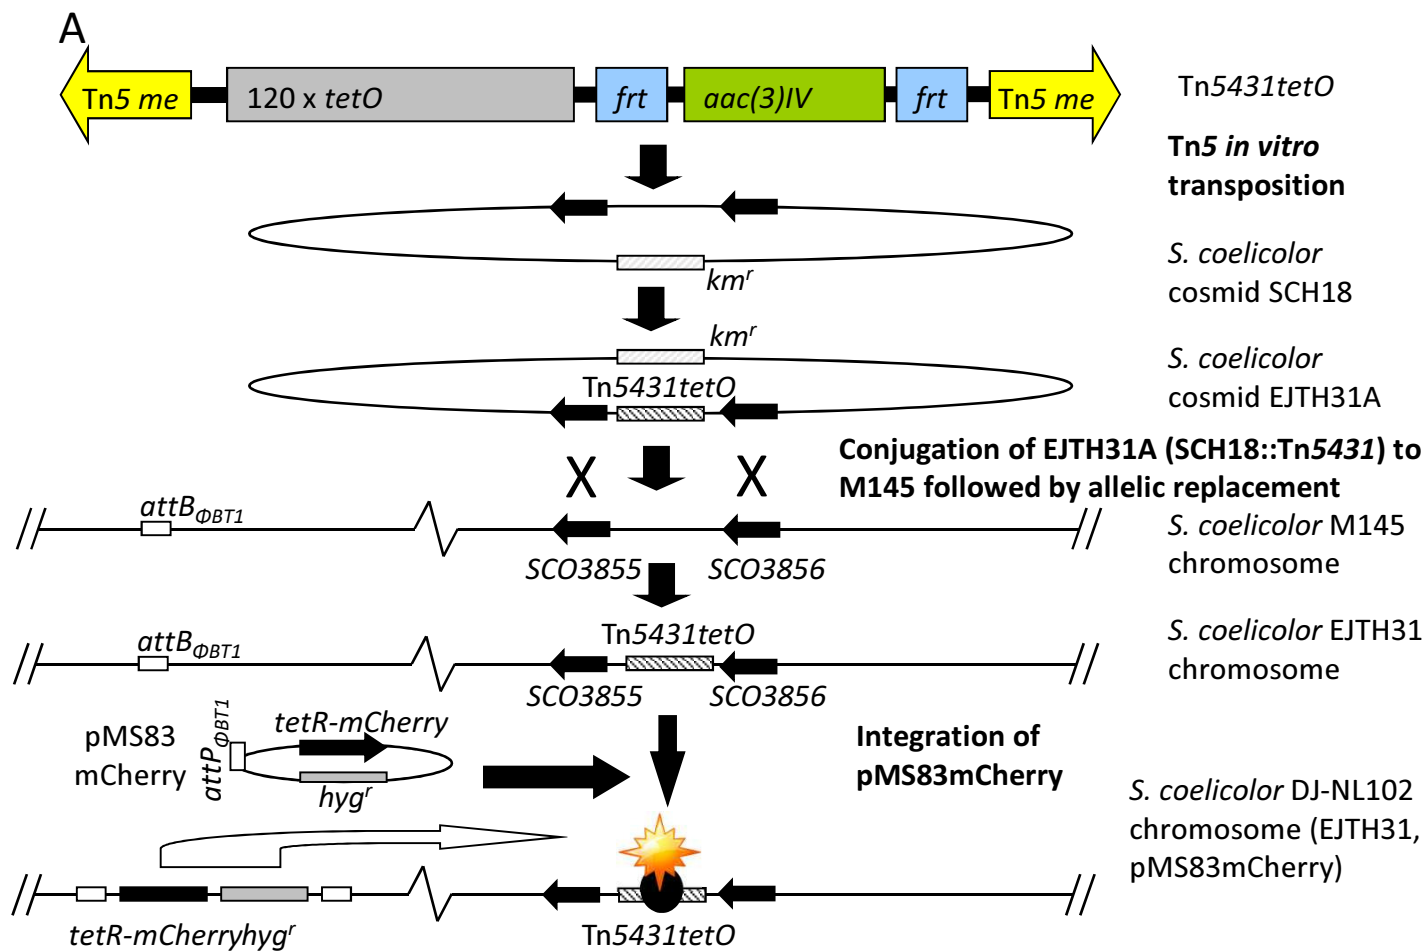 A
Tn5 me
120 x tetO
frt
aac(3)IV
frt
Tn5 me
Tn5431tetO
Tn5 in vitro
transposition
kmʳ
S. coelicolor
cosmid SCH18
kmʳ
Tn5431tetO
S. coelicolor
cosmid EJTH31A
X
X
Conjugation of EJTH31A (SCH18::Tn5431) to
M145 followed by allelic replacement
attBΦBT1
SCO3855
SCO3856
S. coelicolor M145
chromosome
attBΦBT1
Tn5431tetO
SCO3855
SCO3856
S. coelicolor EJTH31
chromosome
pMS83
mCherry
attPΦBT1
tetR-mCherry
hygʳ
Integration of
pMS83mCherry
S. coelicolor DJ-NL102
chromosome (EJTH31,
pMS83mCherry)
tetR-mCherryhygʳ
Tn5431tetO